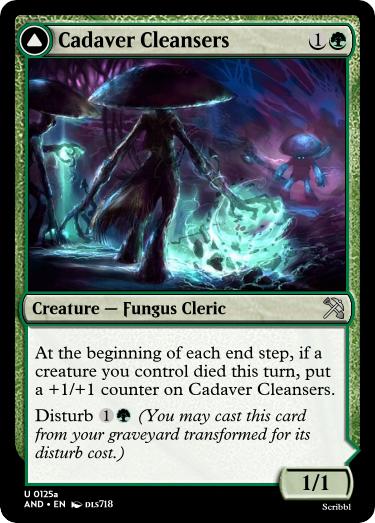 Cadaver Cleansers 1
Creature — Fungus Cleric
At the beginning of each end step, if a
creature you control died this turn, put
a +1/+1 counter on Cadaver Cleansers.
Disturb 1 (You may cast this card
from your graveyard transformed for its
disturb cost.)
1/1
U 0125a
AND • EN DLS718
Scribbl